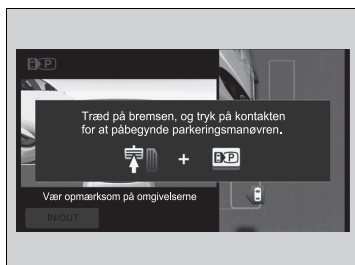 P
Træd på bremsen, og tryk på kontakten
for at påbegynde parkeringsmanøvren.
+ P
Vær opmærksom på omgivelserne
IN/OUT